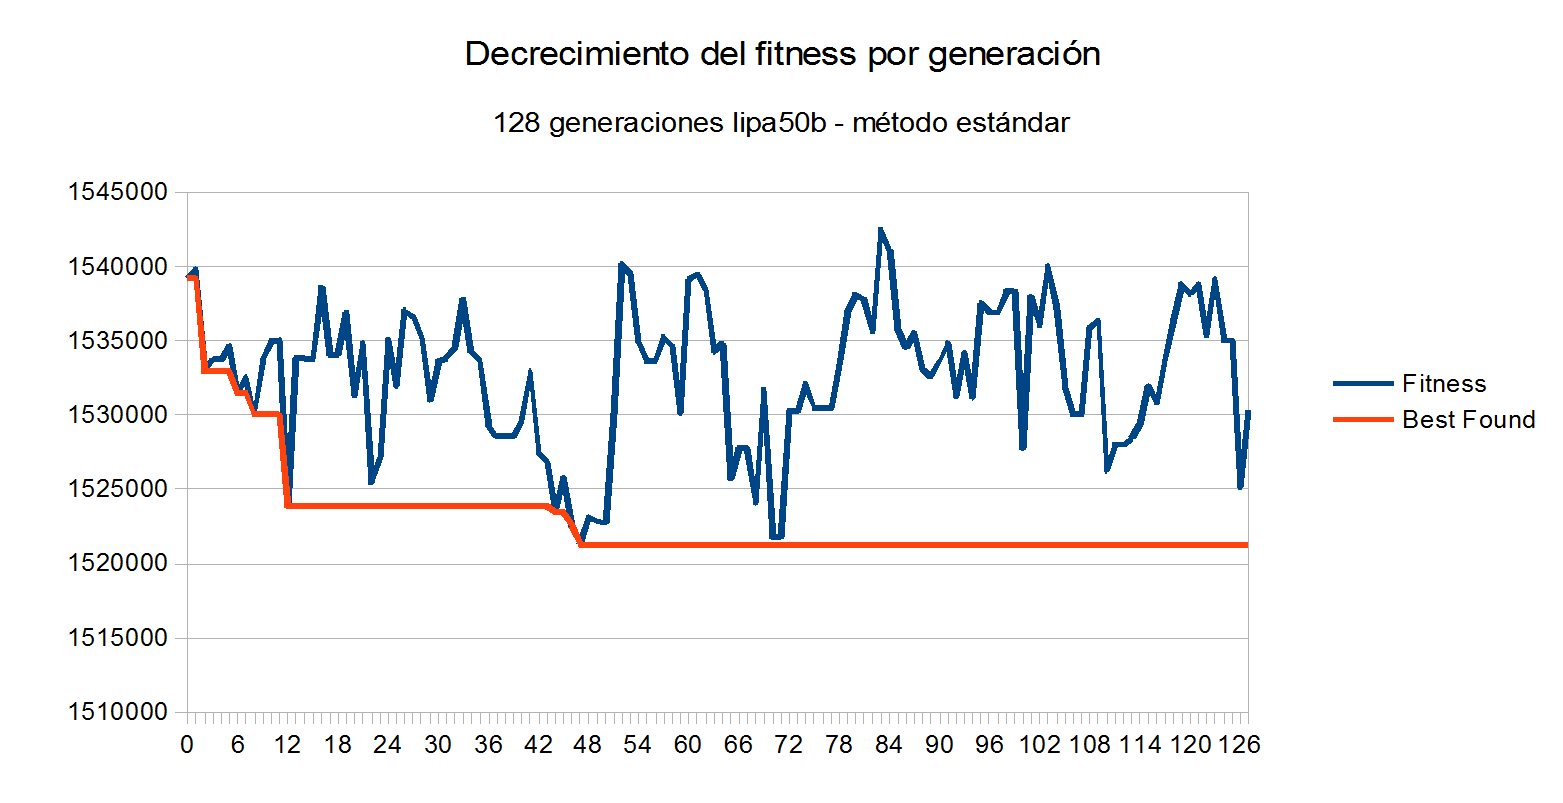 Decrecimiento del fitness por generación
128 generaciones lipa50b - método estándar
1545000
1540000
1535000
1530000
1525000
1520000
1515000
1510000
0 6 12 18 24 30 36 42 48 54 60 66 72 78 84 90 96 102 108 114 120 126
Fitness
Best Found